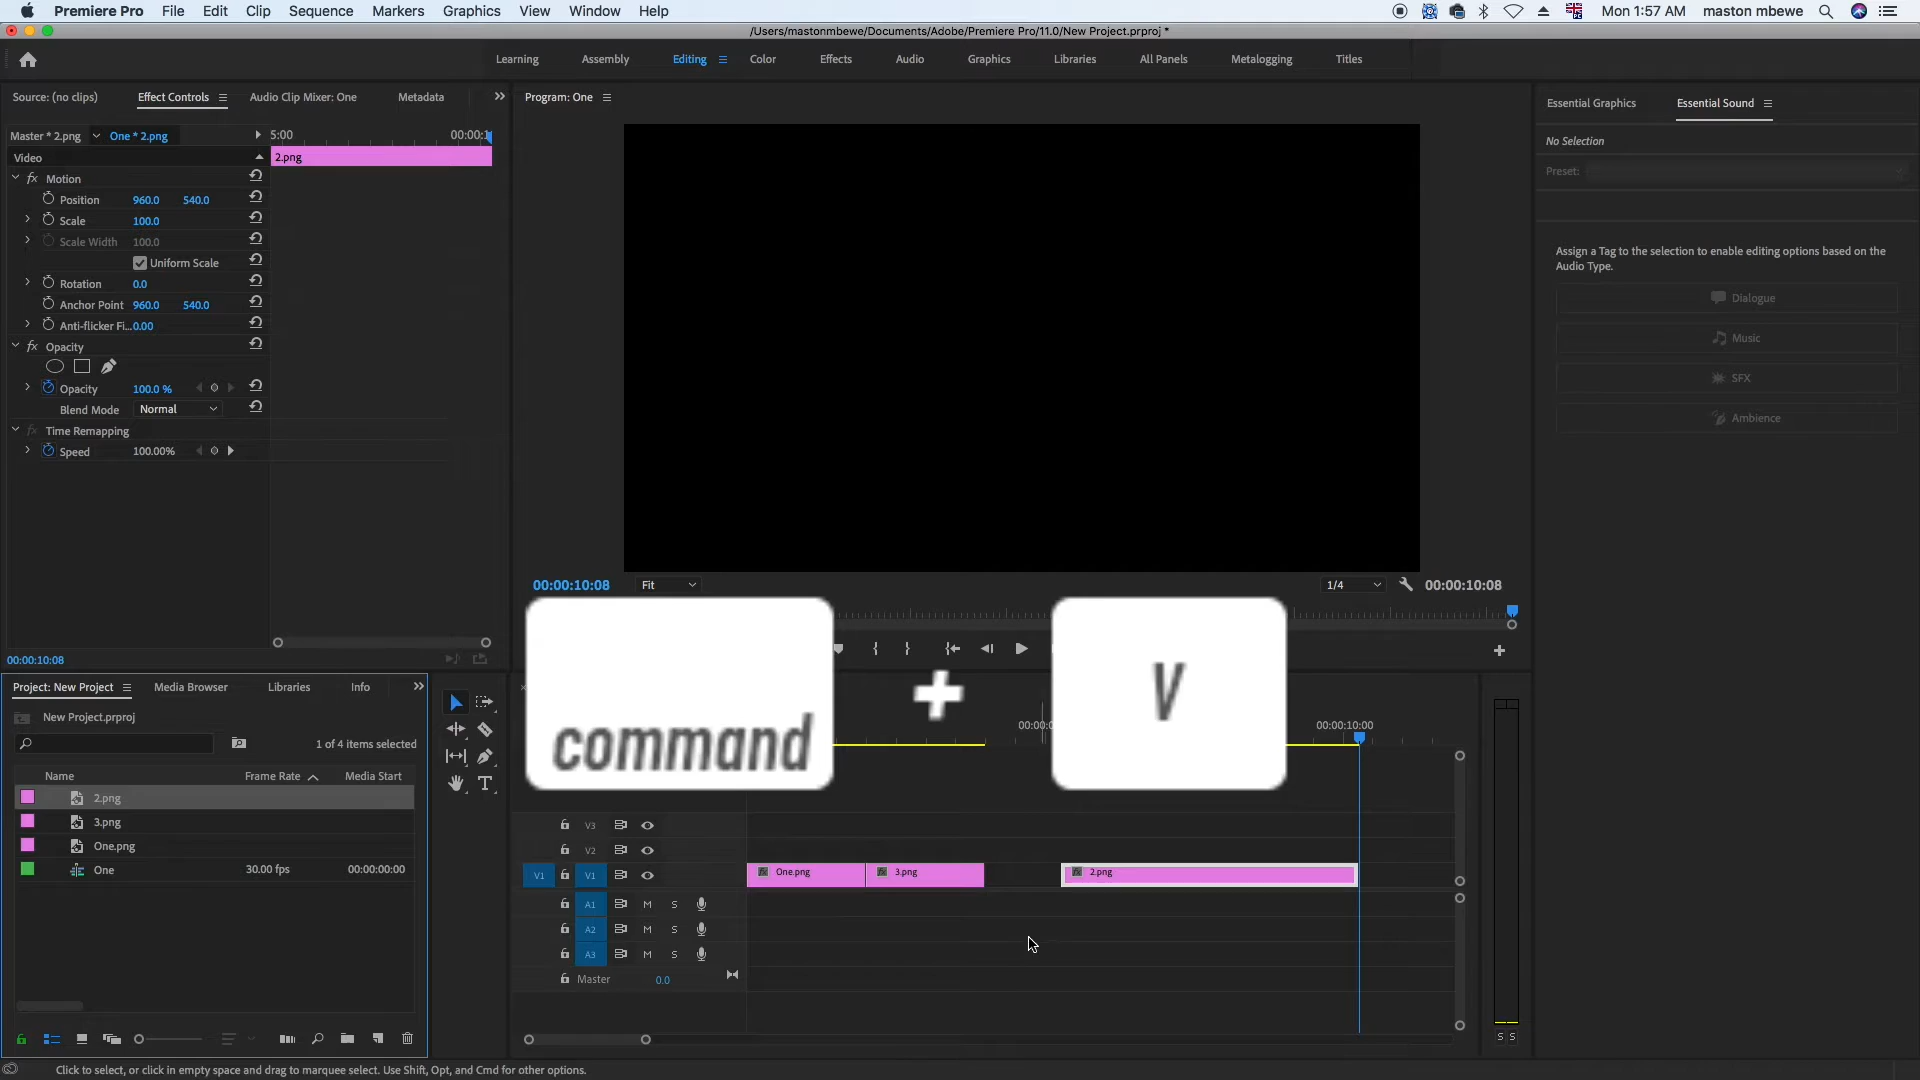 Premiere Pro File Edit Clip Sequence Markers Graphics View Window Help Mon 1:57 AM maston mbewe
/Users/mastonmbewe/Documents/Adobe/Premiere Pro/11.0/New Project.prproj *
Learning Assembly Editing Color Effects Audio Graphics Libraries All Panels Metalogging Titles
Source: (no clips) Effect Controls Audio Clip Mixer: One Metadata
Master * 2.png One * 2.png 5:00 00:00:1
Video 2.png
Motion
Position 960.0 540.0
Scale 100.0
Scale Width 100.0
Uniform Scale
Rotation 0.0
Anchor Point 960.0 540.0
Anti-flicker Fi... 0.00
Opacity
Opacity 100.0 %
Blend Mode Normal
Time Remapping
Speed 100.00%
00:00:10:08
Program: One
00:00:10:08 Fit 1/4 00:00:10:08
Essential Graphics Essential Sound
No Selection
Preset:
Assign a Tag to the selection to enable editing options based on the
Audio Type.
Dialogue
Music
SFX
Ambience
command + V
Project: New Project Media Browser Libraries Info
New Project.prproj
1 of 4 items selected
Name Frame Rate Media Start
2.png
3.png
One.png
One 30.00 fps 00:00:00:00
00:00:10:00
V3
V2
V1 V1 One.png 3.png 2.png
A1 M S
A2 M S
A3 M S
Master 0.0
S S
Click to select, or click in empty space and drag to marquee select. Use Shift, Opt, and Cmd for other options.